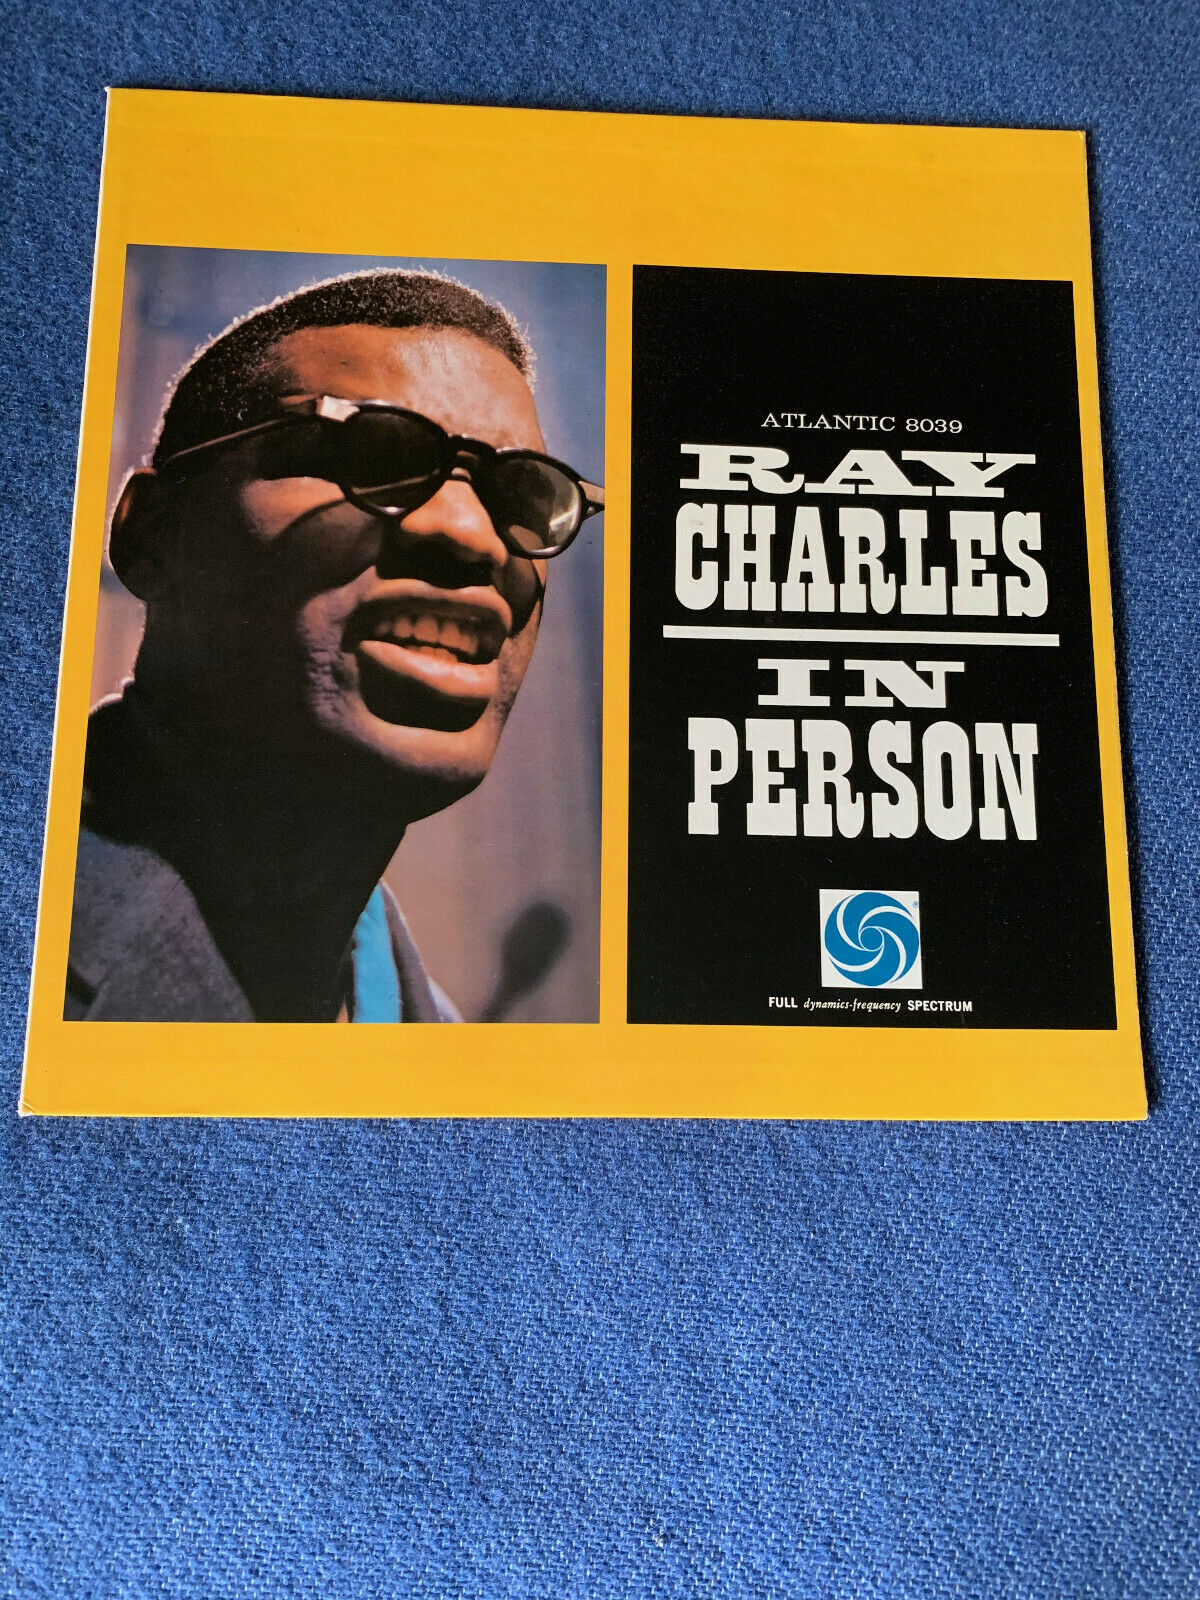 ATLANTIC 8039
RAY
CHARLES
IN
PERSON
®
FULL dynamics-frequency SPECTRUM